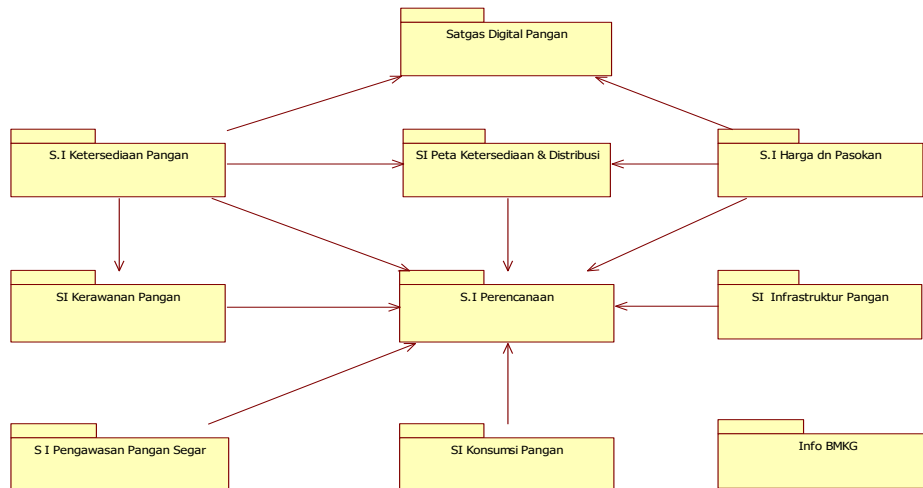 Satgas Digital Pangan
S.I Ketersediaan Pangan
SI Peta Ketersediaan & Distribusi
S.I Harga dn Pasokan
SI Kerawanan Pangan
S.I Perencanaan
SI Infrastruktur Pangan
S I Pengawasan Pangan Segar
SI Konsumsi Pangan
Info BMKG